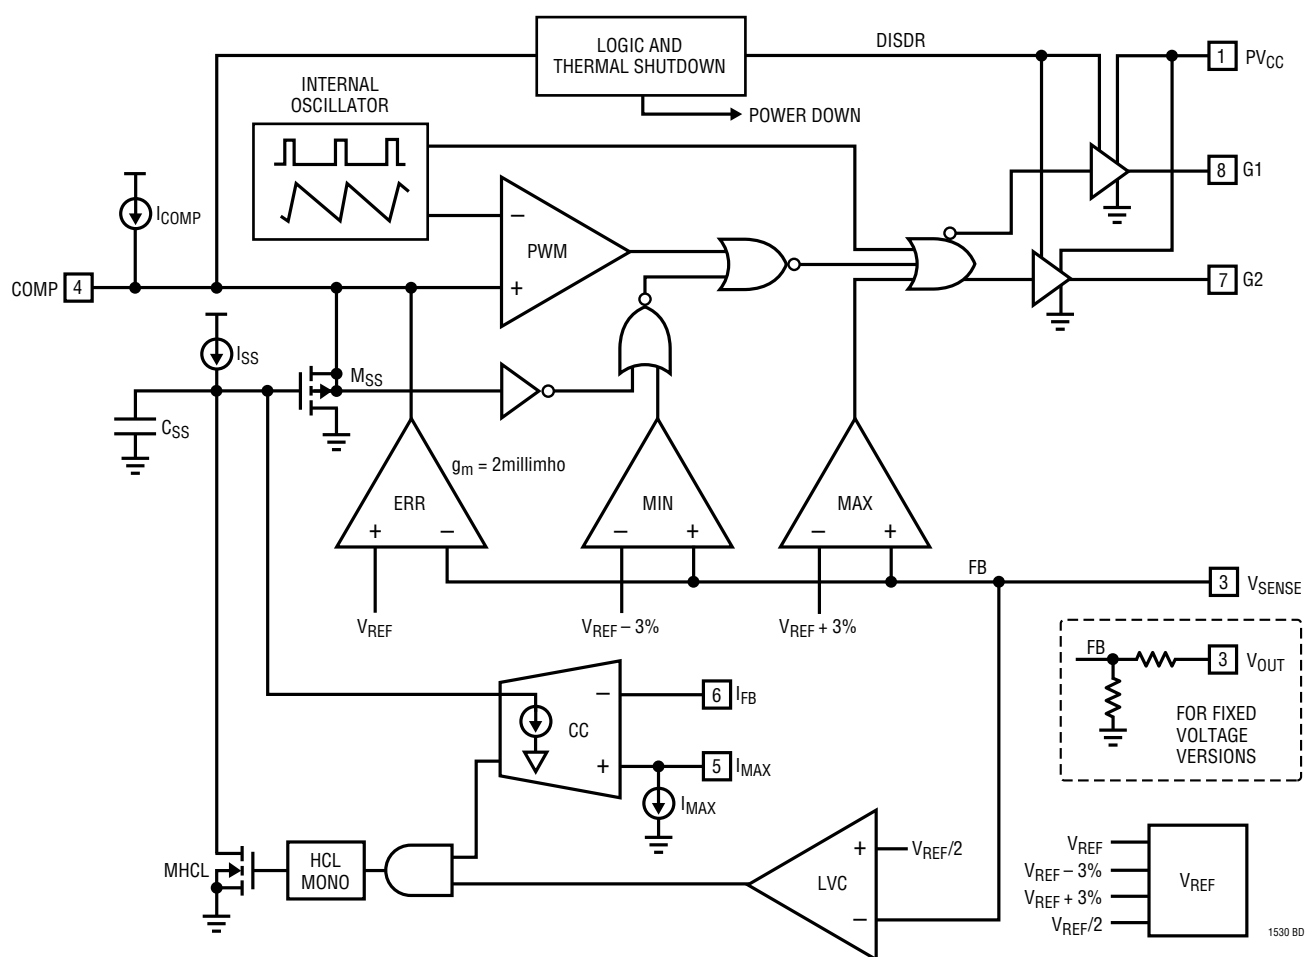 LOGIC AND
THERMAL SHUTDOWN
DISDR
1 PVCC
INTERNAL
OSCILLATOR
POWER DOWN
8 G1
ICOMP
–
PWM
+
COMP 4
7 G2
ISS
MSS
CSS
gm = 2millimho
ERR
+ –
MIN
– +
MAX
– +
FB
3 VSENSE
VREF
VREF – 3%
VREF + 3%
FB
3 VOUT
FOR FIXED
VOLTAGE
VERSIONS
–
6 IFB
CC
+
5 IMAX
IMAX
MHCL
HCL
MONO
+
VREF/2
LVC
–
VREF
VREF – 3%
VREF + 3%
VREF/2
VREF
1530 BD